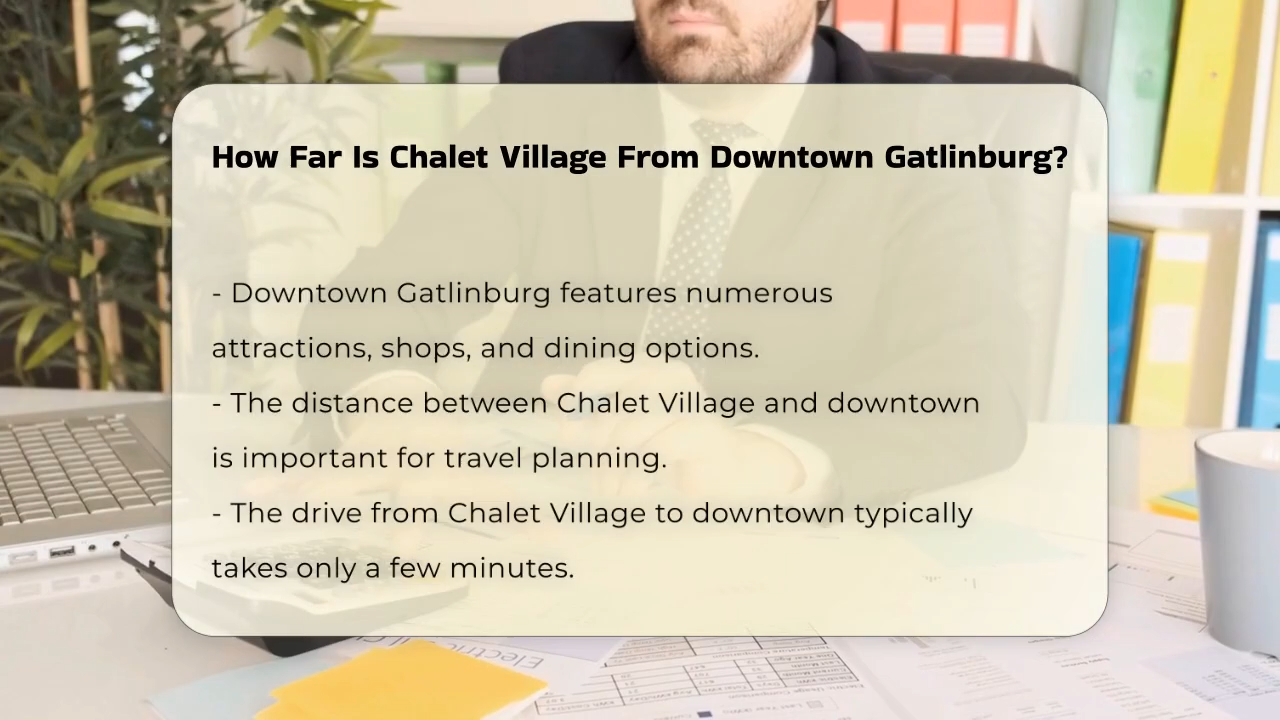 How Far Is Chalet Village From Downtown Gatlinburg?
- Downtown Gatlinburg features numerous
attractions, shops, and dining options.
- The distance between Chalet Village and downtown
is important for travel planning.
- The drive from Chalet Village to downtown typically
takes only a few minutes.